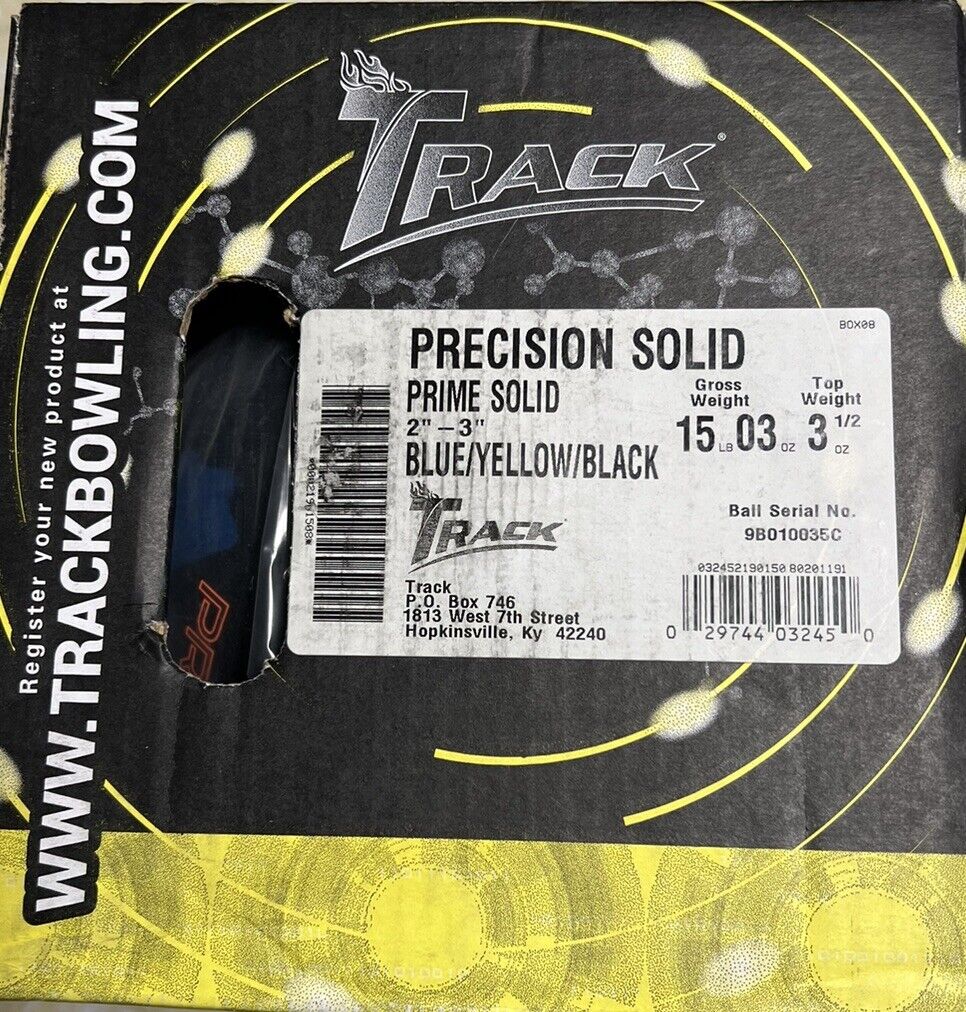 Register your new product at
WWW.TRACKBOWLING.COM
TRACK®
BOX08
PRECISION SOLID
PRIME SOLID
2"-3"
BLUE/YELLOW/BLACK
Gross Weight
15 LB 03 OZ
Top Weight
3 1/2 OZ
TRACK
Ball Serial No.
9B010035C
Track
P.O. Box 746
1813 West 7th Street
Hopkinsville, Ky 42240
032452190150 80201191
0 29744 03245 0
PR